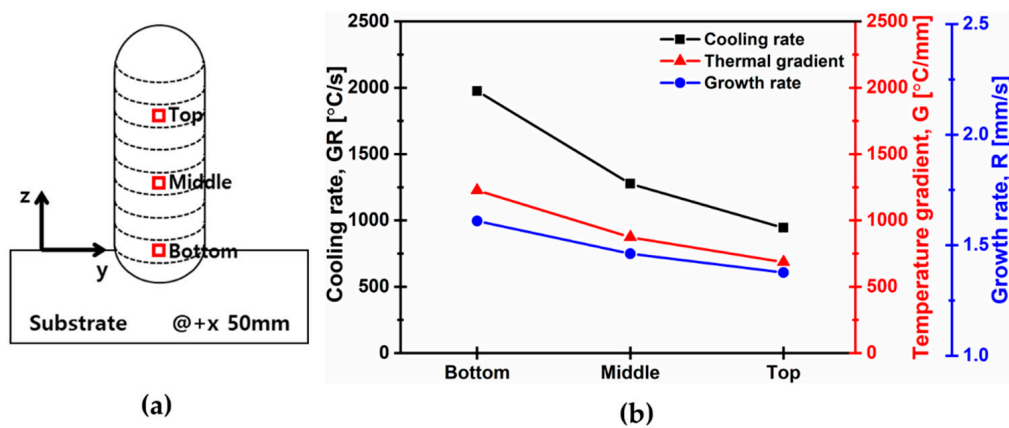 Top
Middle
Bottom
z
y
Substrate @+x 50mm
(a)
Cooling rate, GR [°C/s]
2500
2000
1500
1000
500
0
Cooling rate
Thermal gradient
Growth rate
Bottom Middle Top
2500
2000
1500
1000
500
0
Temperature gradient, G [°C/mm]
2.5
2.0
1.5
1.0
Growth rate, R [mm/s]
(b)